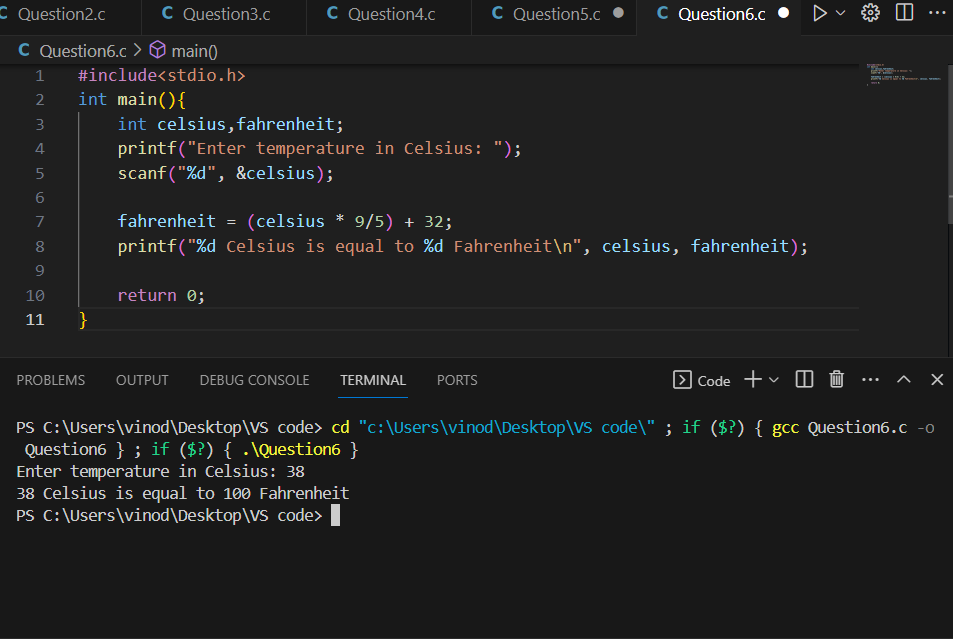 C Question2.c C Question3.c C Question4.c C Question5.c ● C Question6.c ●
C Question6.c > main()
1 #include<stdio.h>
2 int main(){
3     int celsius,fahrenheit;
4     printf("Enter temperature in Celsius: ");
5     scanf("%d", &celsius);
6
7     fahrenheit = (celsius * 9/5) + 32;
8     printf("%d Celsius is equal to %d Fahrenheit\n", celsius, fahrenheit);
9
10     return 0;
11 }
PROBLEMS OUTPUT DEBUG CONSOLE TERMINAL PORTS Code
PS C:\Users\vinod\Desktop\VS code> cd "c:\Users\vinod\Desktop\VS code\" ; if ($?) { gcc Question6.c -o
 Question6 } ; if ($?) { .\Question6 }
Enter temperature in Celsius: 38
38 Celsius is equal to 100 Fahrenheit
PS C:\Users\vinod\Desktop\VS code>